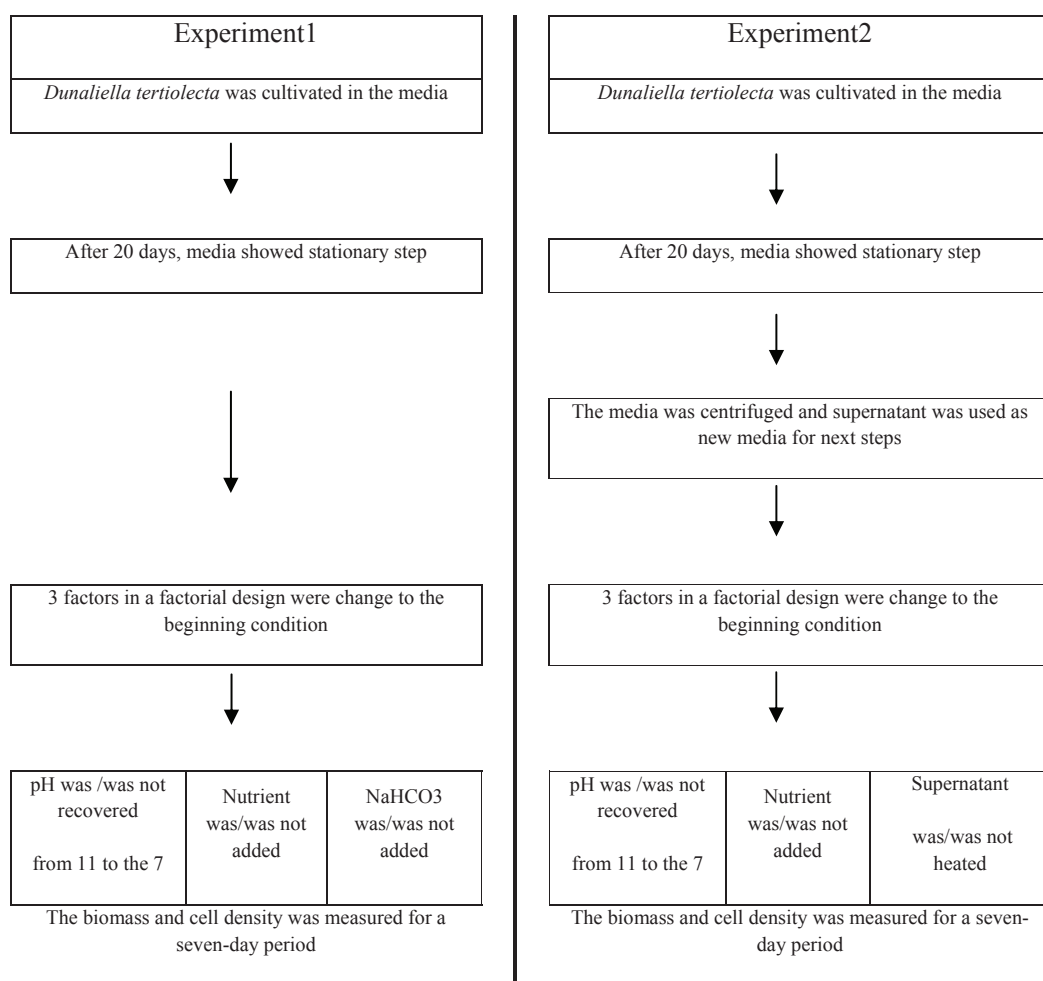 Experiment1
Dunaliella tertiolecta was cultivated in the media
After 20 days, media showed stationary step
3 factors in a factorial design were change to the
beginning condition
pH was /was not
recovered
from 11 to the 7
Nutrient
was/was not
added
NaHCO3
was/was not
added
The biomass and cell density was measured for a
seven-day period
Experiment2
Dunaliella tertiolecta was cultivated in the media
After 20 days, media showed stationary step
The media was centrifuged and supernatant was used as
new media for next steps
3 factors in a factorial design were change to the
beginning condition
pH was /was not
recovered
from 11 to the 7
Nutrient
was/was not
added
Supernatant
was/was not
heated
The biomass and cell density was measured for a seven-
day period